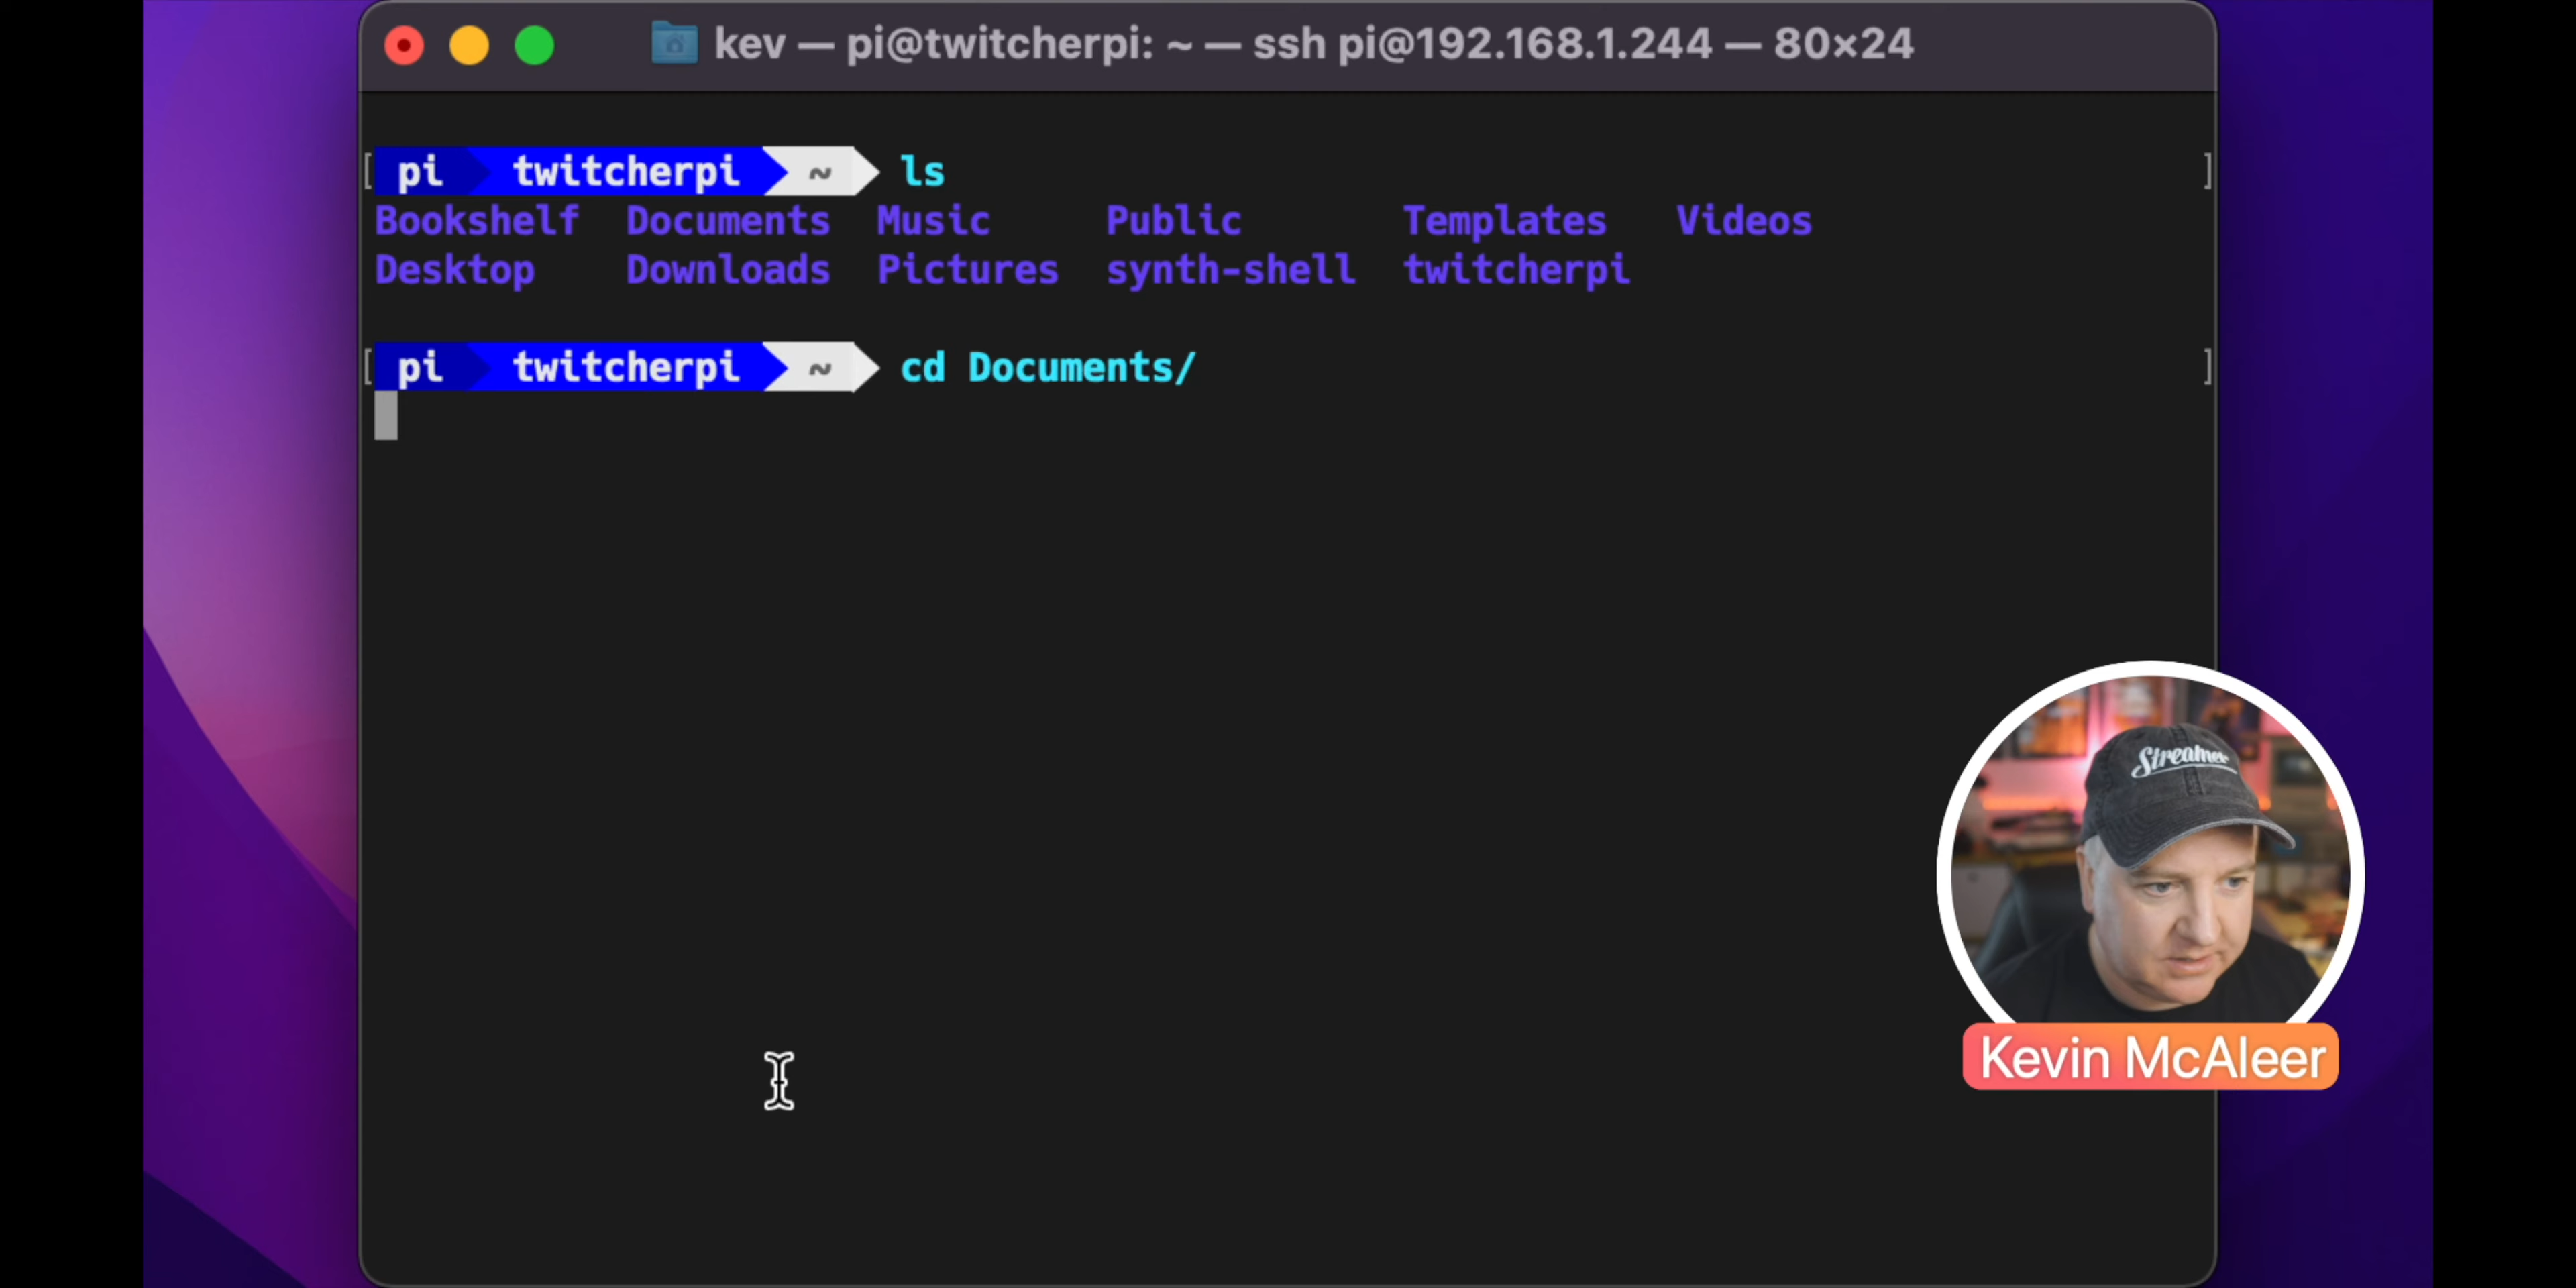 kev — pi@twitcherpi: ~ — ssh pi@192.168.1.244 — 80×24
[ pi twitcherpi ~ ls ]
Bookshelf Documents Music Public Templates Videos
Desktop Downloads Pictures synth-shell twitcherpi
[ pi twitcherpi ~ cd Documents/ ]
Streamer
Kevin McAleer